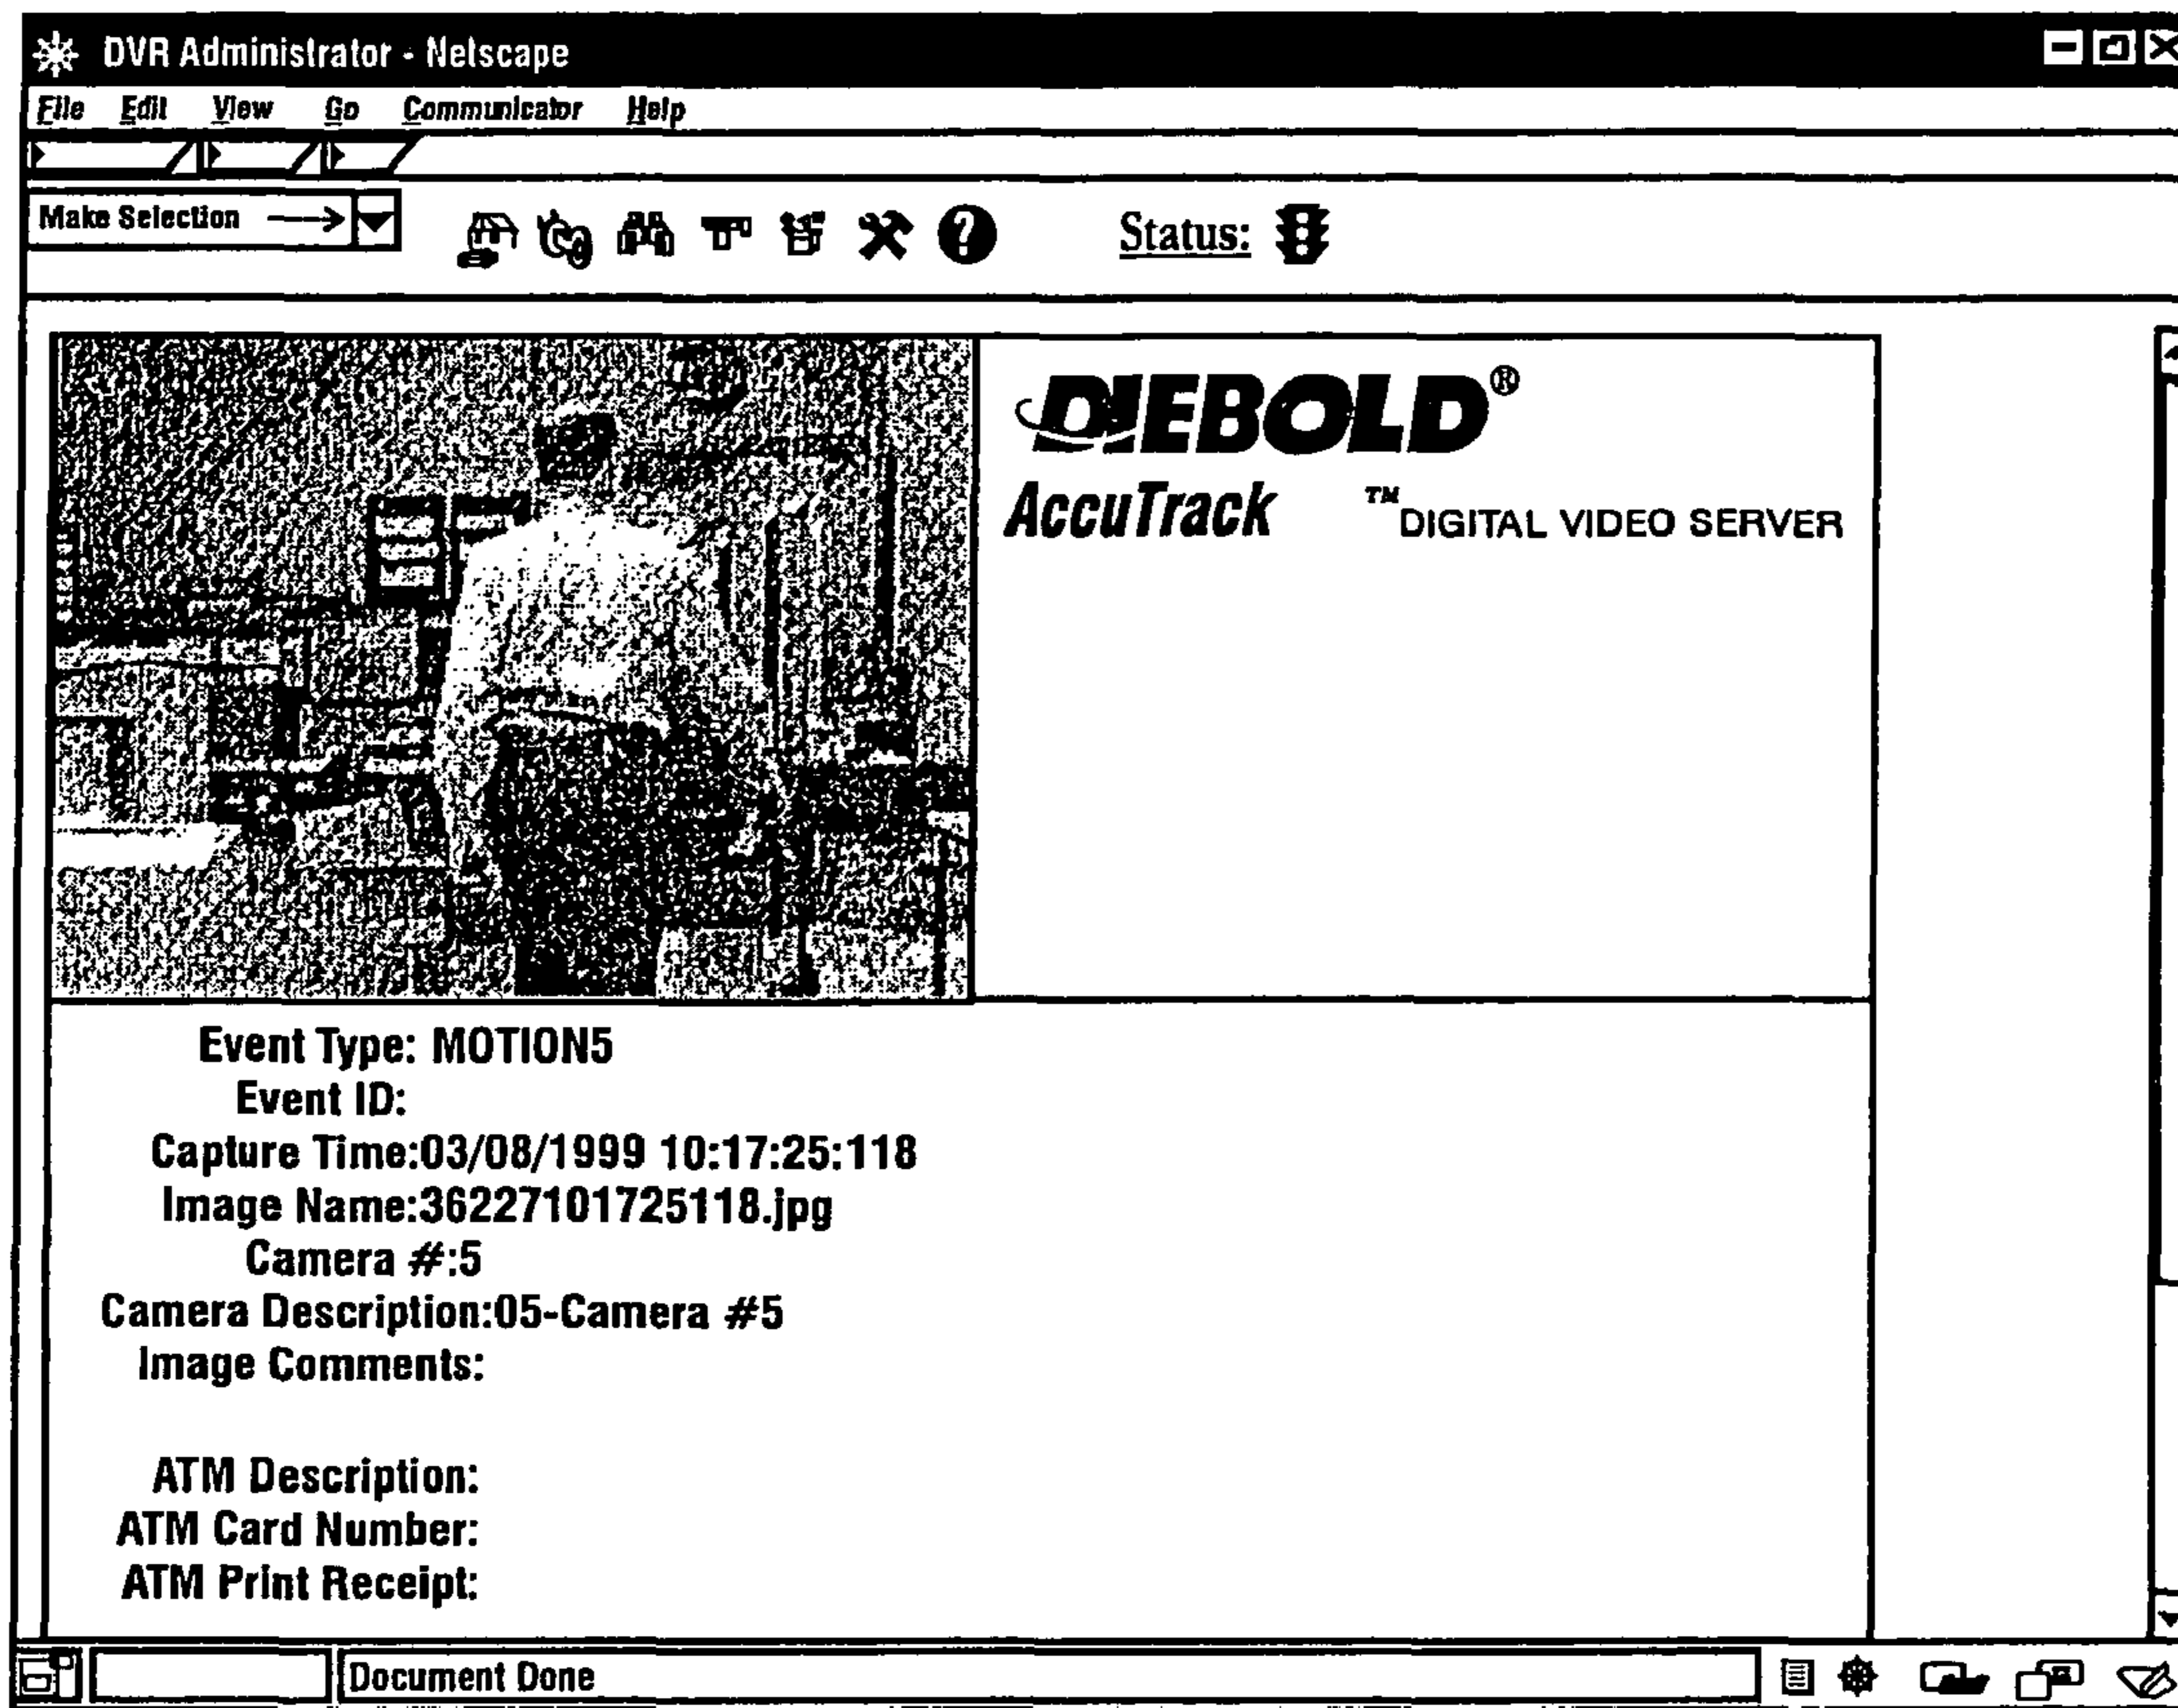 DVR Administrator - Netscape
File Edit View Go Communicator Help
Make Selection
Status:
DIEBOLD®
AccuTrack ™ DIGITAL VIDEO SERVER
Event Type: MOTION5
Event ID:
Capture Time:03/08/1999 10:17:25:118
Image Name:36227101725118.jpg
Camera #:5
Camera Description:05-Camera #5
Image Comments:
ATM Description:
ATM Card Number:
ATM Print Receipt:
Document Done